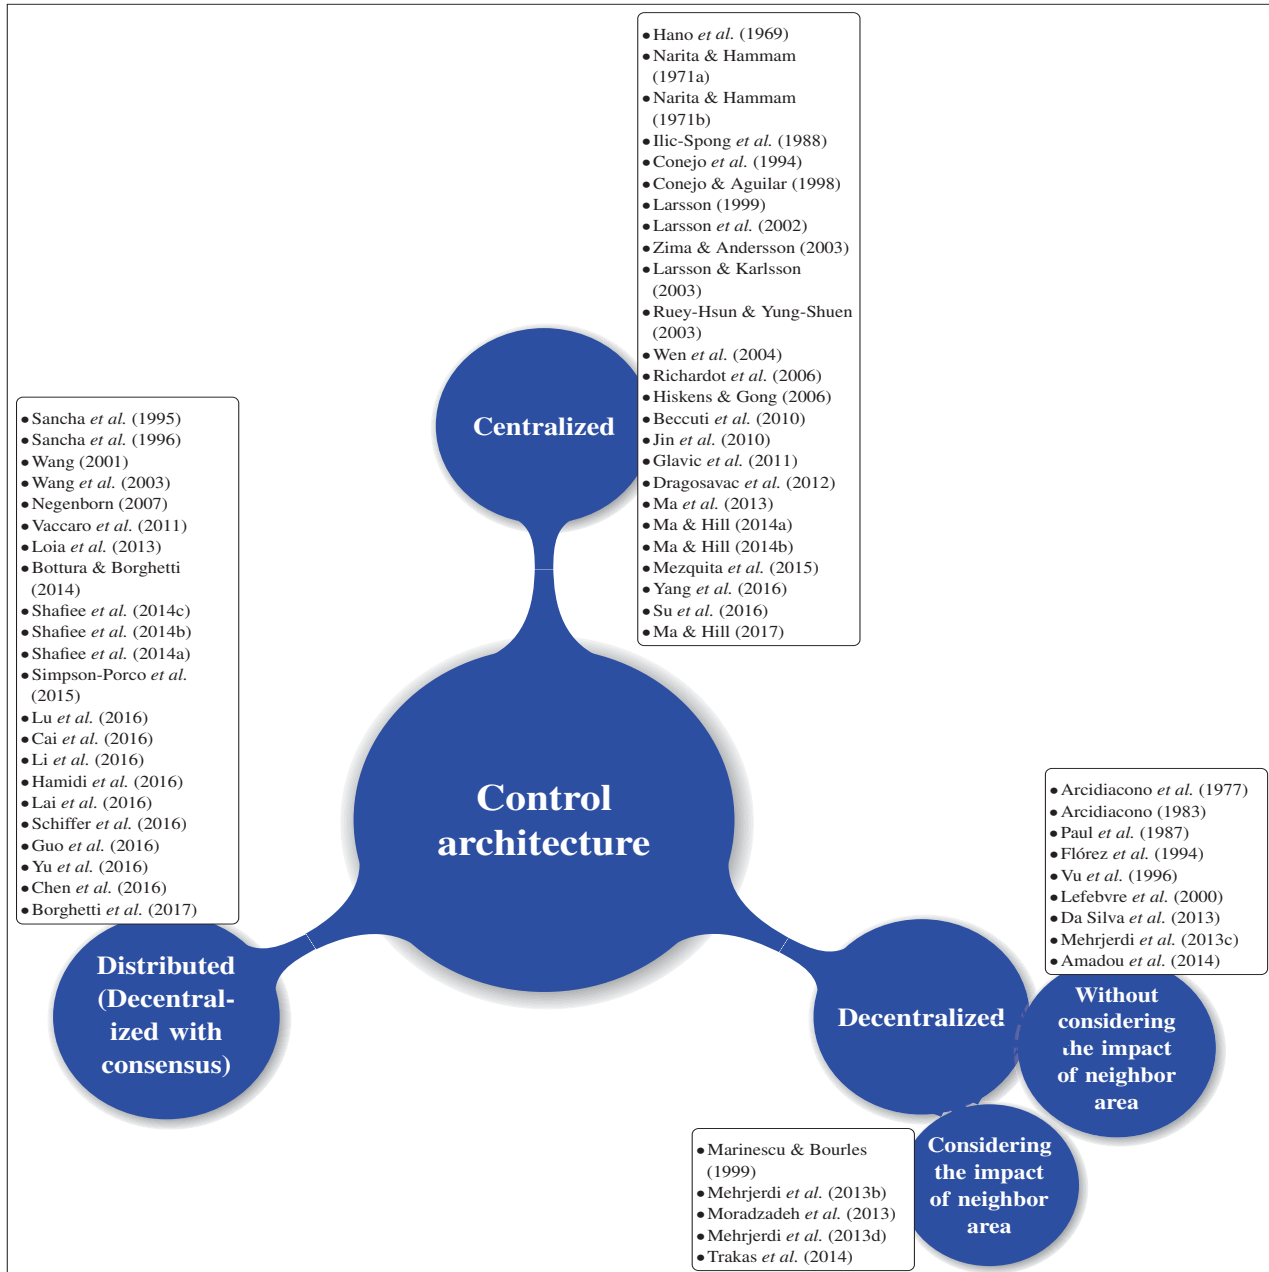 ● Hano et al. (1969)
● Narita & Hammam
(1971a)
● Narita & Hammam
(1971b)
● Ilic-Spong et al. (1988)
● Conejo et al. (1994)
● Conejo & Aguilar (1998)
● Larsson (1999)
● Larsson et al. (2002)
● Zima & Andersson (2003)
● Larsson & Karlsson
(2003)
● Ruey-Hsun & Yung-Shuen
(2003)
● Wen et al. (2004)
● Richardot et al. (2006)
● Hiskens & Gong (2006)
● Beccuti et al. (2010)
● Jin et al. (2010)
● Glavic et al. (2011)
● Dragosavac et al. (2012)
● Ma et al. (2013)
● Ma & Hill (2014a)
● Ma & Hill (2014b)
● Mezquita et al. (2015)
● Yang et al. (2016)
● Su et al. (2016)
● Ma & Hill (2017)
Centralized
● Sancha et al. (1995)
● Sancha et al. (1996)
● Wang (2001)
● Wang et al. (2003)
● Negenborn (2007)
● Vaccaro et al. (2011)
● Loia et al. (2013)
● Bottura & Borghetti
(2014)
● Shafiee et al. (2014c)
● Shafiee et al. (2014b)
● Shafiee et al. (2014a)
● Simpson-Porco et al.
(2015)
● Lu et al. (2016)
● Cai et al. (2016)
● Li et al. (2016)
● Hamidi et al. (2016)
● Lai et al. (2016)
● Schiffer et al. (2016)
● Guo et al. (2016)
● Yu et al. (2016)
● Chen et al. (2016)
● Borghetti et al. (2017)
Control
architecture
Distributed
(Decentral-
ized with
consensus)
Decentralized
● Arcidiacono et al. (1977)
● Arcidiacono (1983)
● Paul et al. (1987)
● Flórez et al. (1994)
● Vu et al. (1996)
● Lefebvre et al. (2000)
● Da Silva et al. (2013)
● Mehrjerdi et al. (2013c)
● Amadou et al. (2014)
Without
considering
the impact
of neighbor
area
● Marinescu & Bourles
(1999)
● Mehrjerdi et al. (2013b)
● Moradzadeh et al. (2013)
● Mehrjerdi et al. (2013d)
● Trakas et al. (2014)
Considering
the impact
of neighbor
area